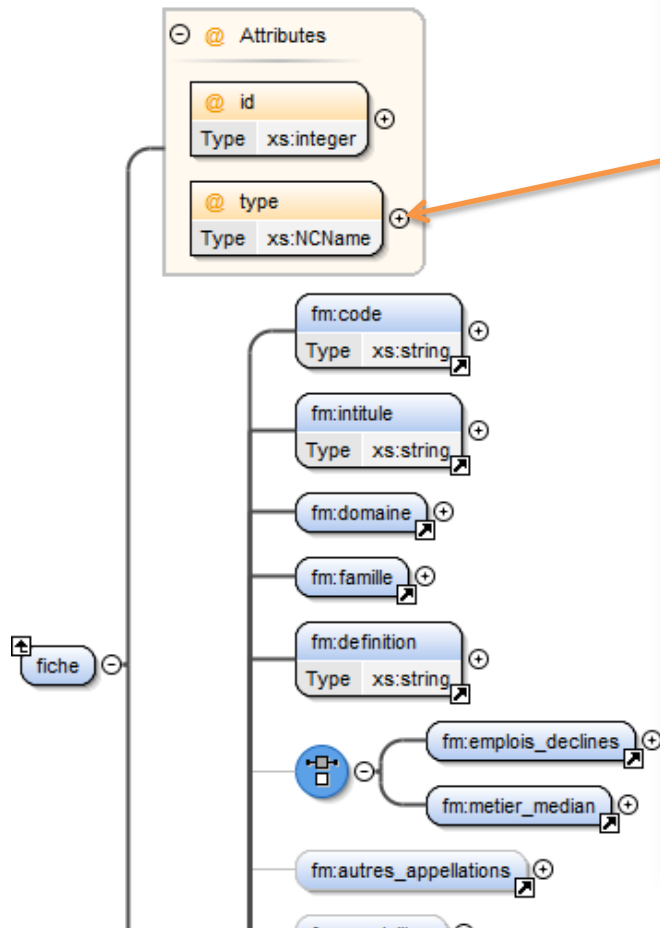 @ Attributes
@ id
Type xs:integer
@ type
Type xs:NCName
fm:code
Type xs:string
fm:intitule
Type xs:string
fm:domaine
fm:famille
fm:definition
Type xs:string
fiche
fm:emplois_declines
fm:metier_median
fm:autres_appellations